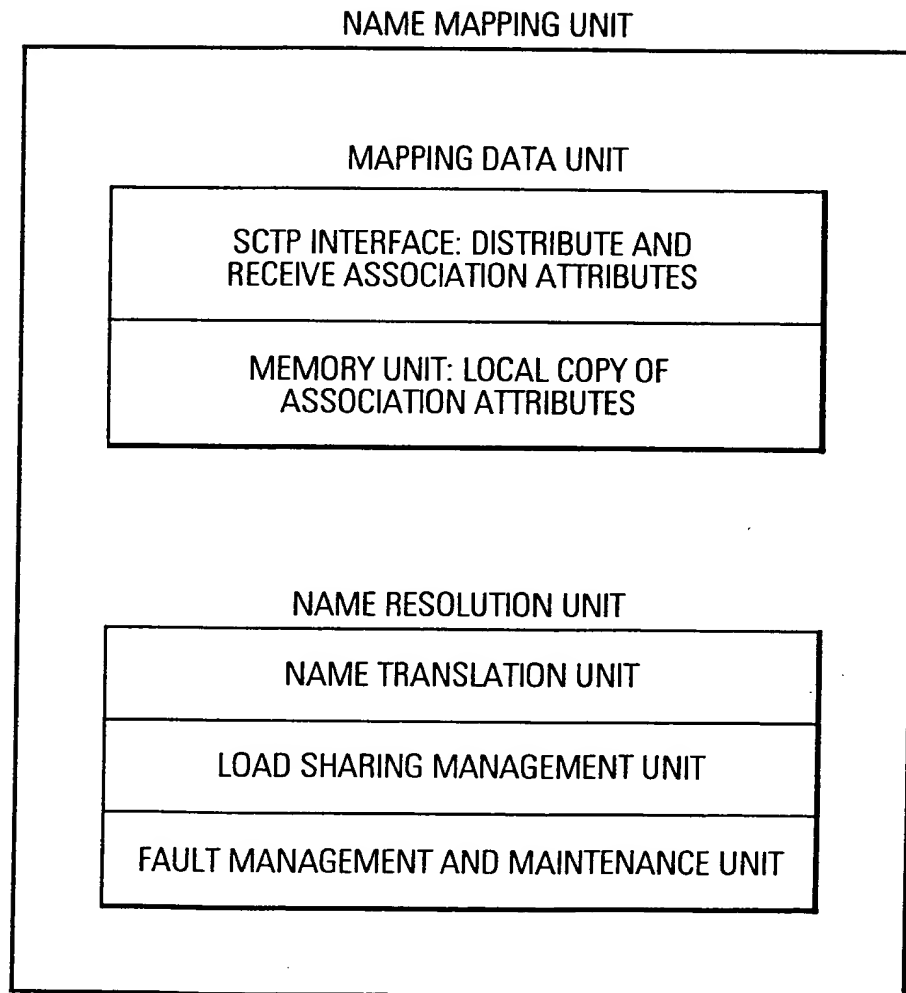 NAME MAPPING UNIT
MAPPING DATA UNIT
SCTP INTERFACE: DISTRIBUTE AND
RECEIVE ASSOCIATION ATTRIBUTES
MEMORY UNIT: LOCAL COPY OF
ASSOCIATION ATTRIBUTES
NAME RESOLUTION UNIT
NAME TRANSLATION UNIT
LOAD SHARING MANAGEMENT UNIT
FAULT MANAGEMENT AND MAINTENANCE UNIT